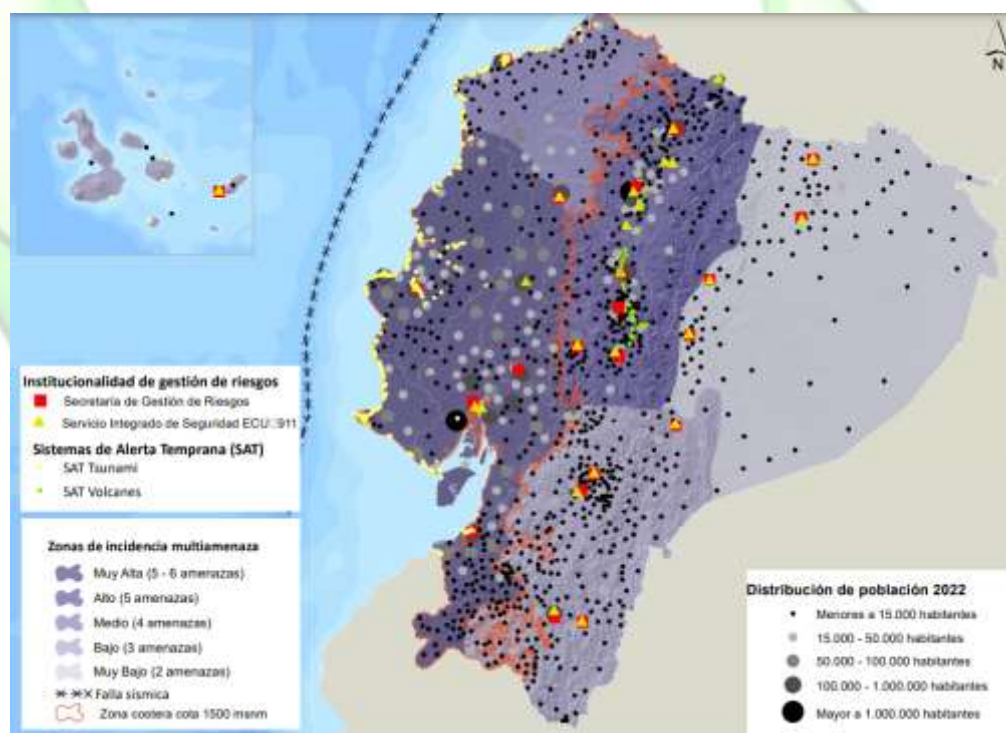 N
Institucionalidad de gestión de riesgos
Secretaría de Gestión de Riesgos
Servicio Integrado de Seguridad ECU 911
Sistemas de Alerta Temprana (SAT)
SAT Tsunami
SAT Volcanes
Zonas de incidencia multiamenaza
Muy Alta (5 - 6 amenazas)
Alto (5 amenazas)
Medio (4 amenazas)
Bajo (3 amenazas)
Muy Bajo (2 amenazas)
Falla sísmica
Zona costera cota 1500 msnm
Distribución de población 2022
Menores a 15.000 habitantes
15.000 - 50.000 habitantes
50.000 - 100.000 habitantes
100.000 - 1.000.000 habitantes
Mayor a 1.000.000 habitantes